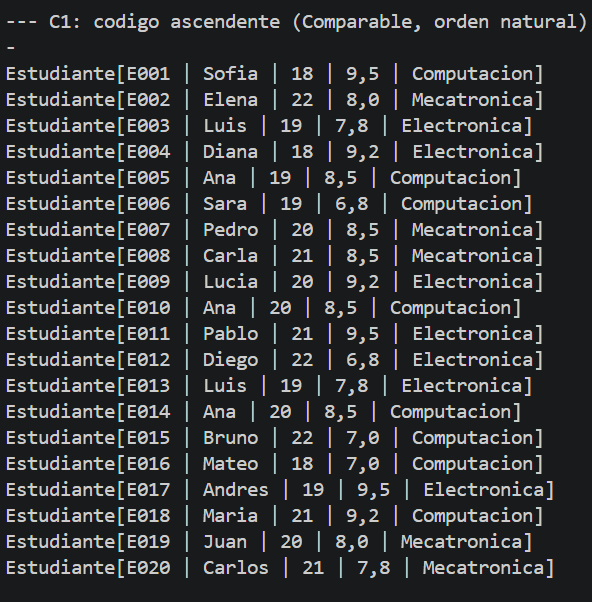 --- C1: codigo ascendente (Comparable, orden natural)
-
Estudiante[E001 | Sofia | 18 | 9,5 | Computacion]
Estudiante[E002 | Elena | 22 | 8,0 | Mecatronica]
Estudiante[E003 | Luis | 19 | 7,8 | Electronica]
Estudiante[E004 | Diana | 18 | 9,2 | Electronica]
Estudiante[E005 | Ana | 19 | 8,5 | Computacion]
Estudiante[E006 | Sara | 19 | 6,8 | Computacion]
Estudiante[E007 | Pedro | 20 | 8,5 | Mecatronica]
Estudiante[E008 | Carla | 21 | 8,5 | Mecatronica]
Estudiante[E009 | Lucia | 20 | 9,2 | Electronica]
Estudiante[E010 | Ana | 20 | 8,5 | Computacion]
Estudiante[E011 | Pablo | 21 | 9,5 | Electronica]
Estudiante[E012 | Diego | 22 | 6,8 | Electronica]
Estudiante[E013 | Luis | 19 | 7,8 | Electronica]
Estudiante[E014 | Ana | 20 | 8,5 | Computacion]
Estudiante[E015 | Bruno | 22 | 7,0 | Computacion]
Estudiante[E016 | Mateo | 18 | 7,0 | Computacion]
Estudiante[E017 | Andres | 19 | 9,5 | Electronica]
Estudiante[E018 | Maria | 21 | 9,2 | Computacion]
Estudiante[E019 | Juan | 20 | 8,0 | Mecatronica]
Estudiante[E020 | Carlos | 21 | 7,8 | Mecatronica]